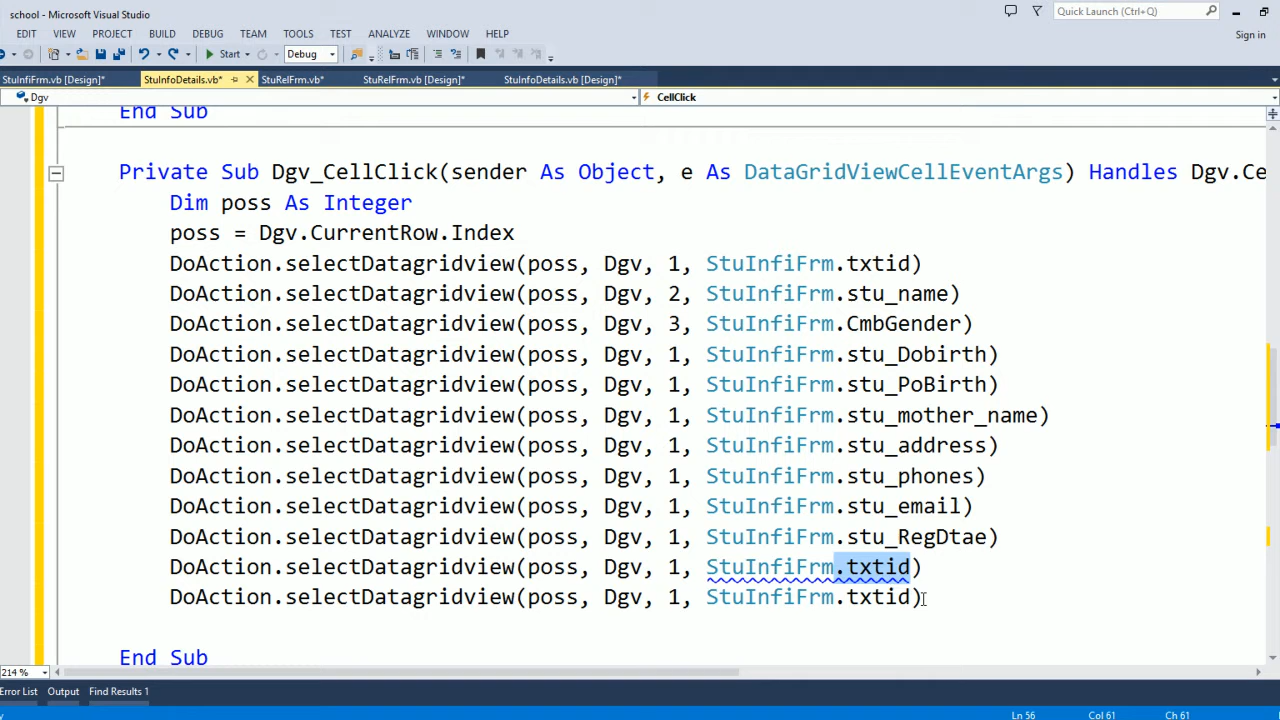 school - Microsoft Visual Studio
Quick Launch (Ctrl+Q)
EDIT VIEW PROJECT BUILD DEBUG TEAM TOOLS TEST ANALYZE WINDOW HELP
Sign in
Start Debug
StuInfiFrm.vb [Design]* StuInfoDetails.vb* StuRelFrm.vb* StuRelFrm.vb [Design]* StuInfoDetails.vb [Design]*
Dgv CellClick
End Sub
Private Sub Dgv_CellClick(sender As Object, e As DataGridViewCellEventArgs) Handles Dgv.Ce
Dim poss As Integer
poss = Dgv.CurrentRow.Index
DoAction.selectDatagridview(poss, Dgv, 1, StuInfiFrm.txtid)
DoAction.selectDatagridview(poss, Dgv, 2, StuInfiFrm.stu_name)
DoAction.selectDatagridview(poss, Dgv, 3, StuInfiFrm.CmbGender)
DoAction.selectDatagridview(poss, Dgv, 1, StuInfiFrm.stu_Dobirth)
DoAction.selectDatagridview(poss, Dgv, 1, StuInfiFrm.stu_PoBirth)
DoAction.selectDatagridview(poss, Dgv, 1, StuInfiFrm.stu_mother_name)
DoAction.selectDatagridview(poss, Dgv, 1, StuInfiFrm.stu_address)
DoAction.selectDatagridview(poss, Dgv, 1, StuInfiFrm.stu_phones)
DoAction.selectDatagridview(poss, Dgv, 1, StuInfiFrm.stu_email)
DoAction.selectDatagridview(poss, Dgv, 1, StuInfiFrm.stu_RegDtae)
DoAction.selectDatagridview(poss, Dgv, 1, StuInfiFrm.txtid)
DoAction.selectDatagridview(poss, Dgv, 1, StuInfiFrm.txtid)
End Sub
214 %
Error List Output Find Results 1
Ln 56 Col 61 Ch 61